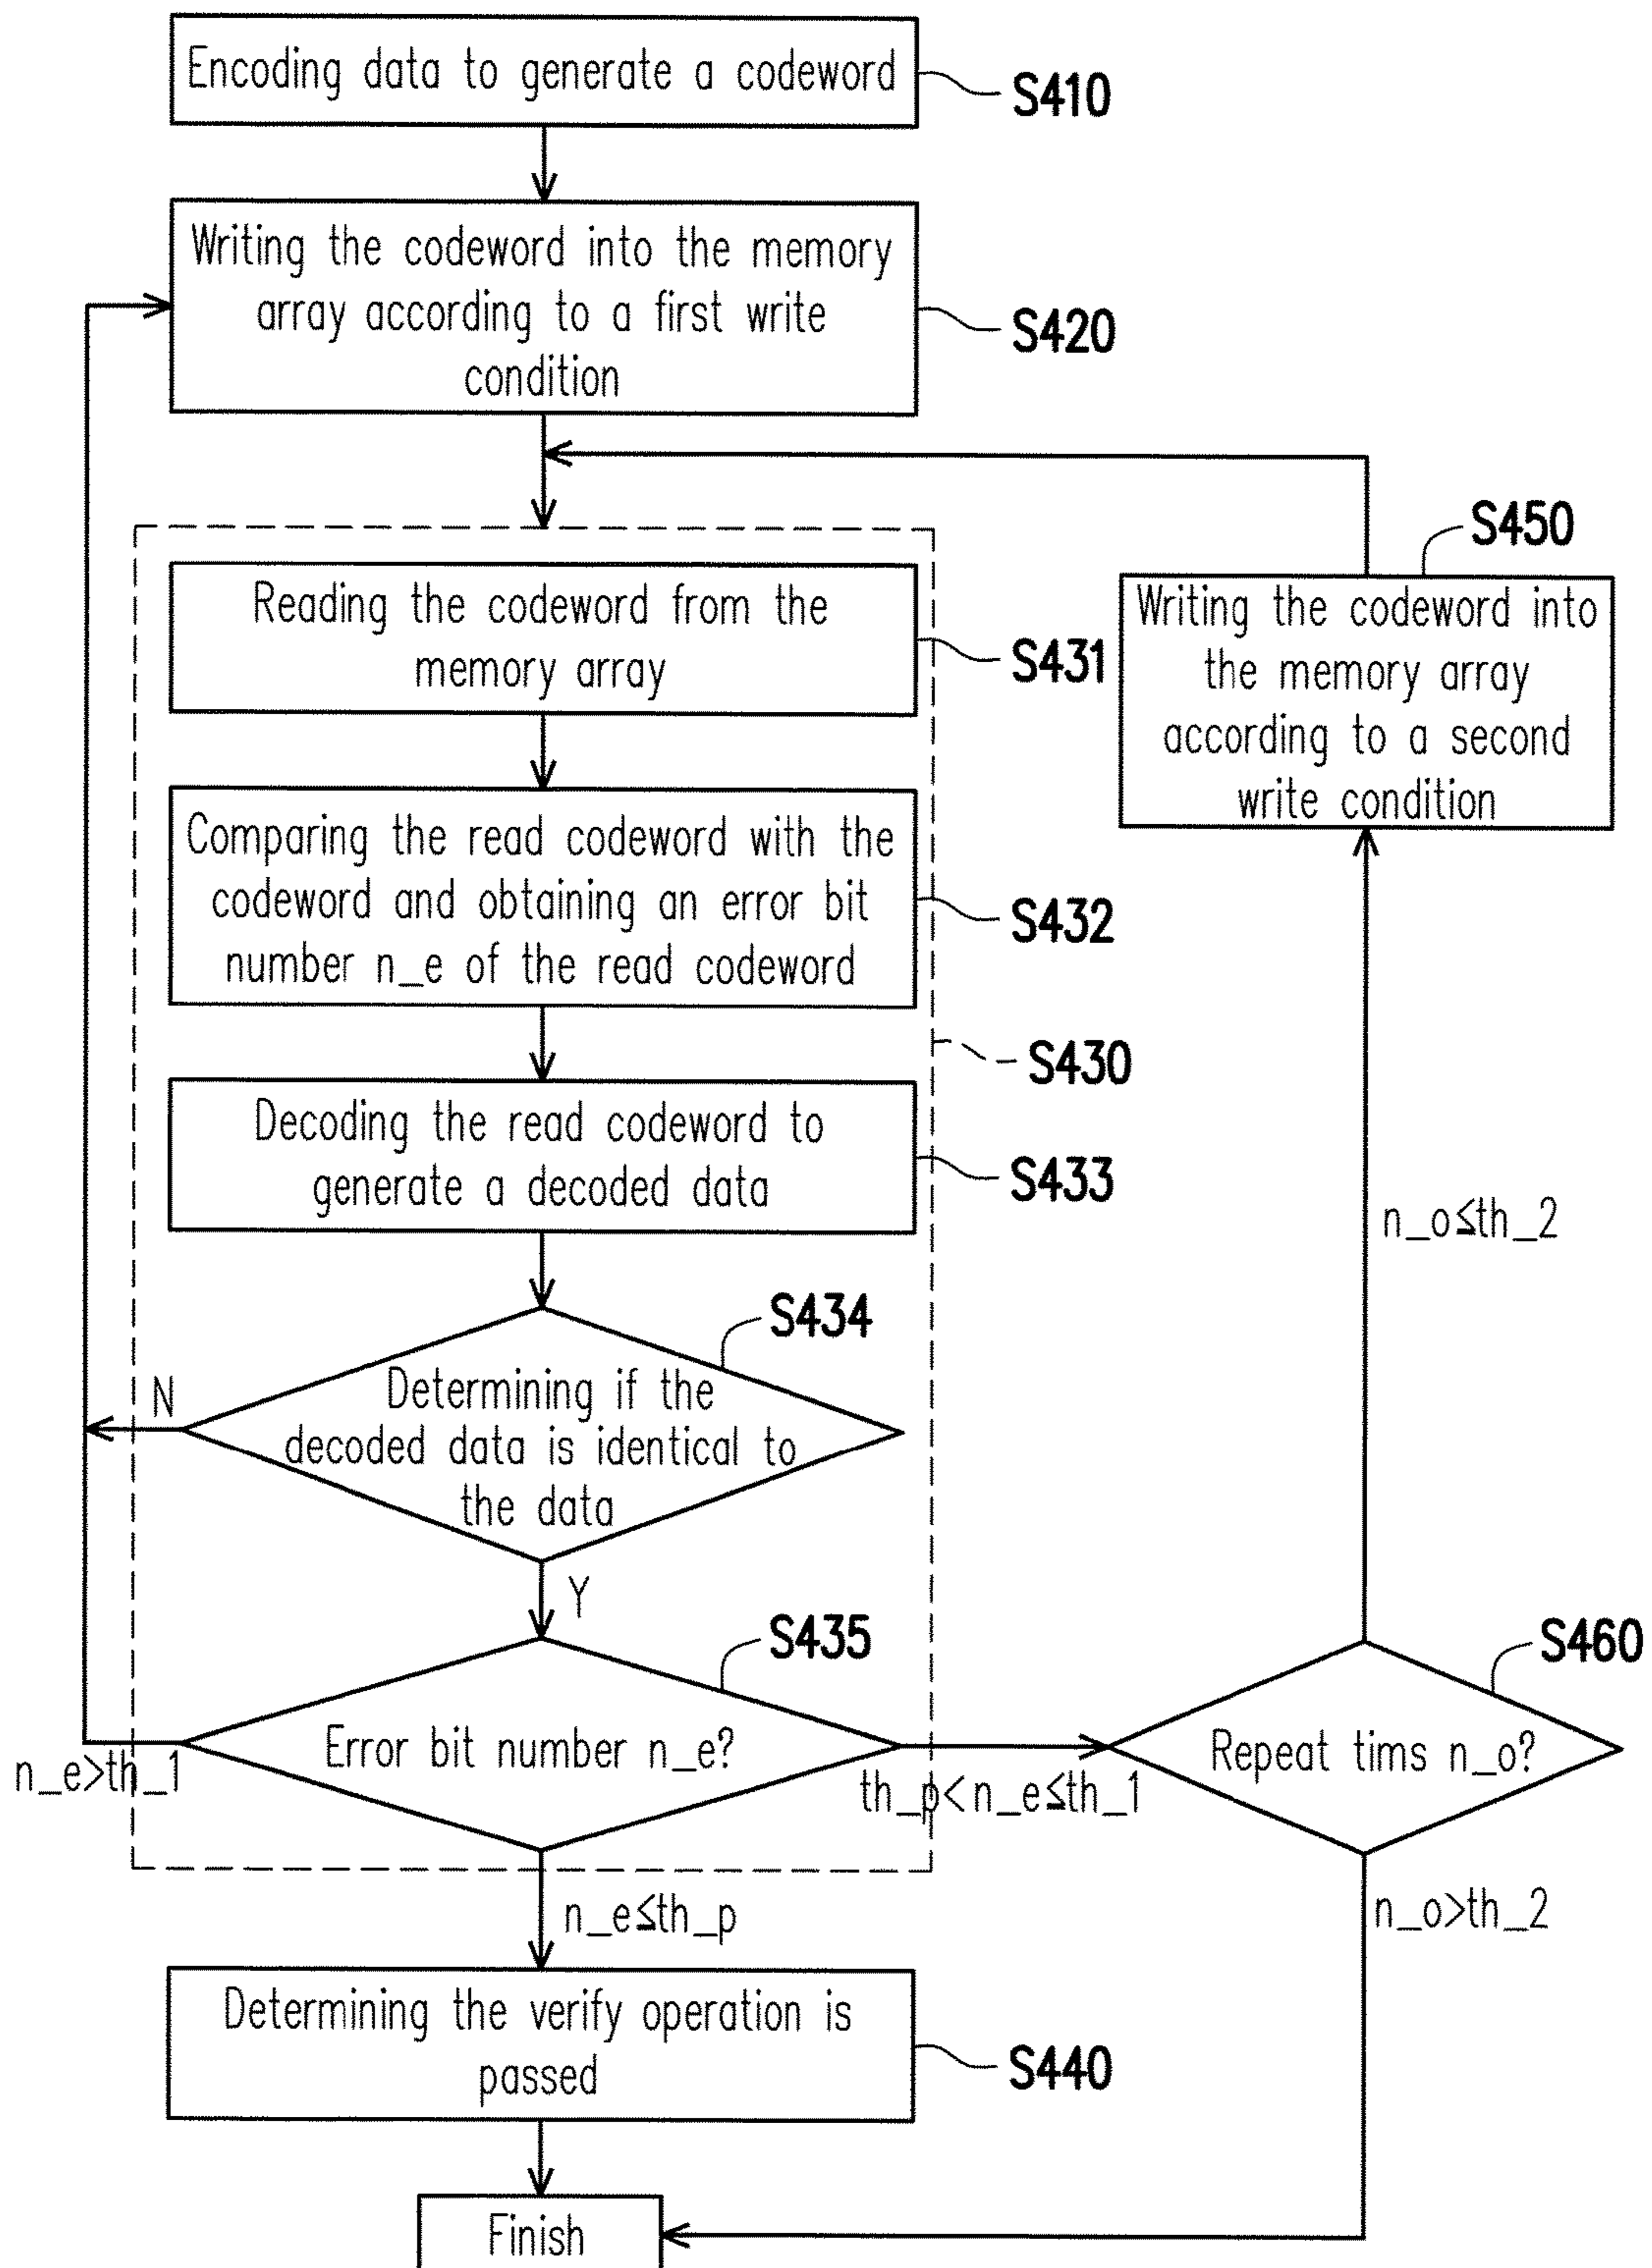 Encoding data to generate a codeword
S410
Writing the codeword into the memory
array according to a first write
condition
S420
S450
Writing the codeword into
the memory array
according to a second
write condition
Reading the codeword from the
memory array
S431
Comparing the read codeword with the
codeword and obtaining an error bit
number n_e of the read codeword
S432
S430
Decoding the read codeword to
generate a decoded data
S433
n_o≤th_2
S434
N
Determining if the
decoded data is identical to
the data
Y
S435
S460
Error bit number n_e?
Repeat tims n_o?
n_e>th_1
th_p<n_e≤th_1
n_e≤th_p
n_o>th_2
Determining the verify operation is
passed
S440
Finish